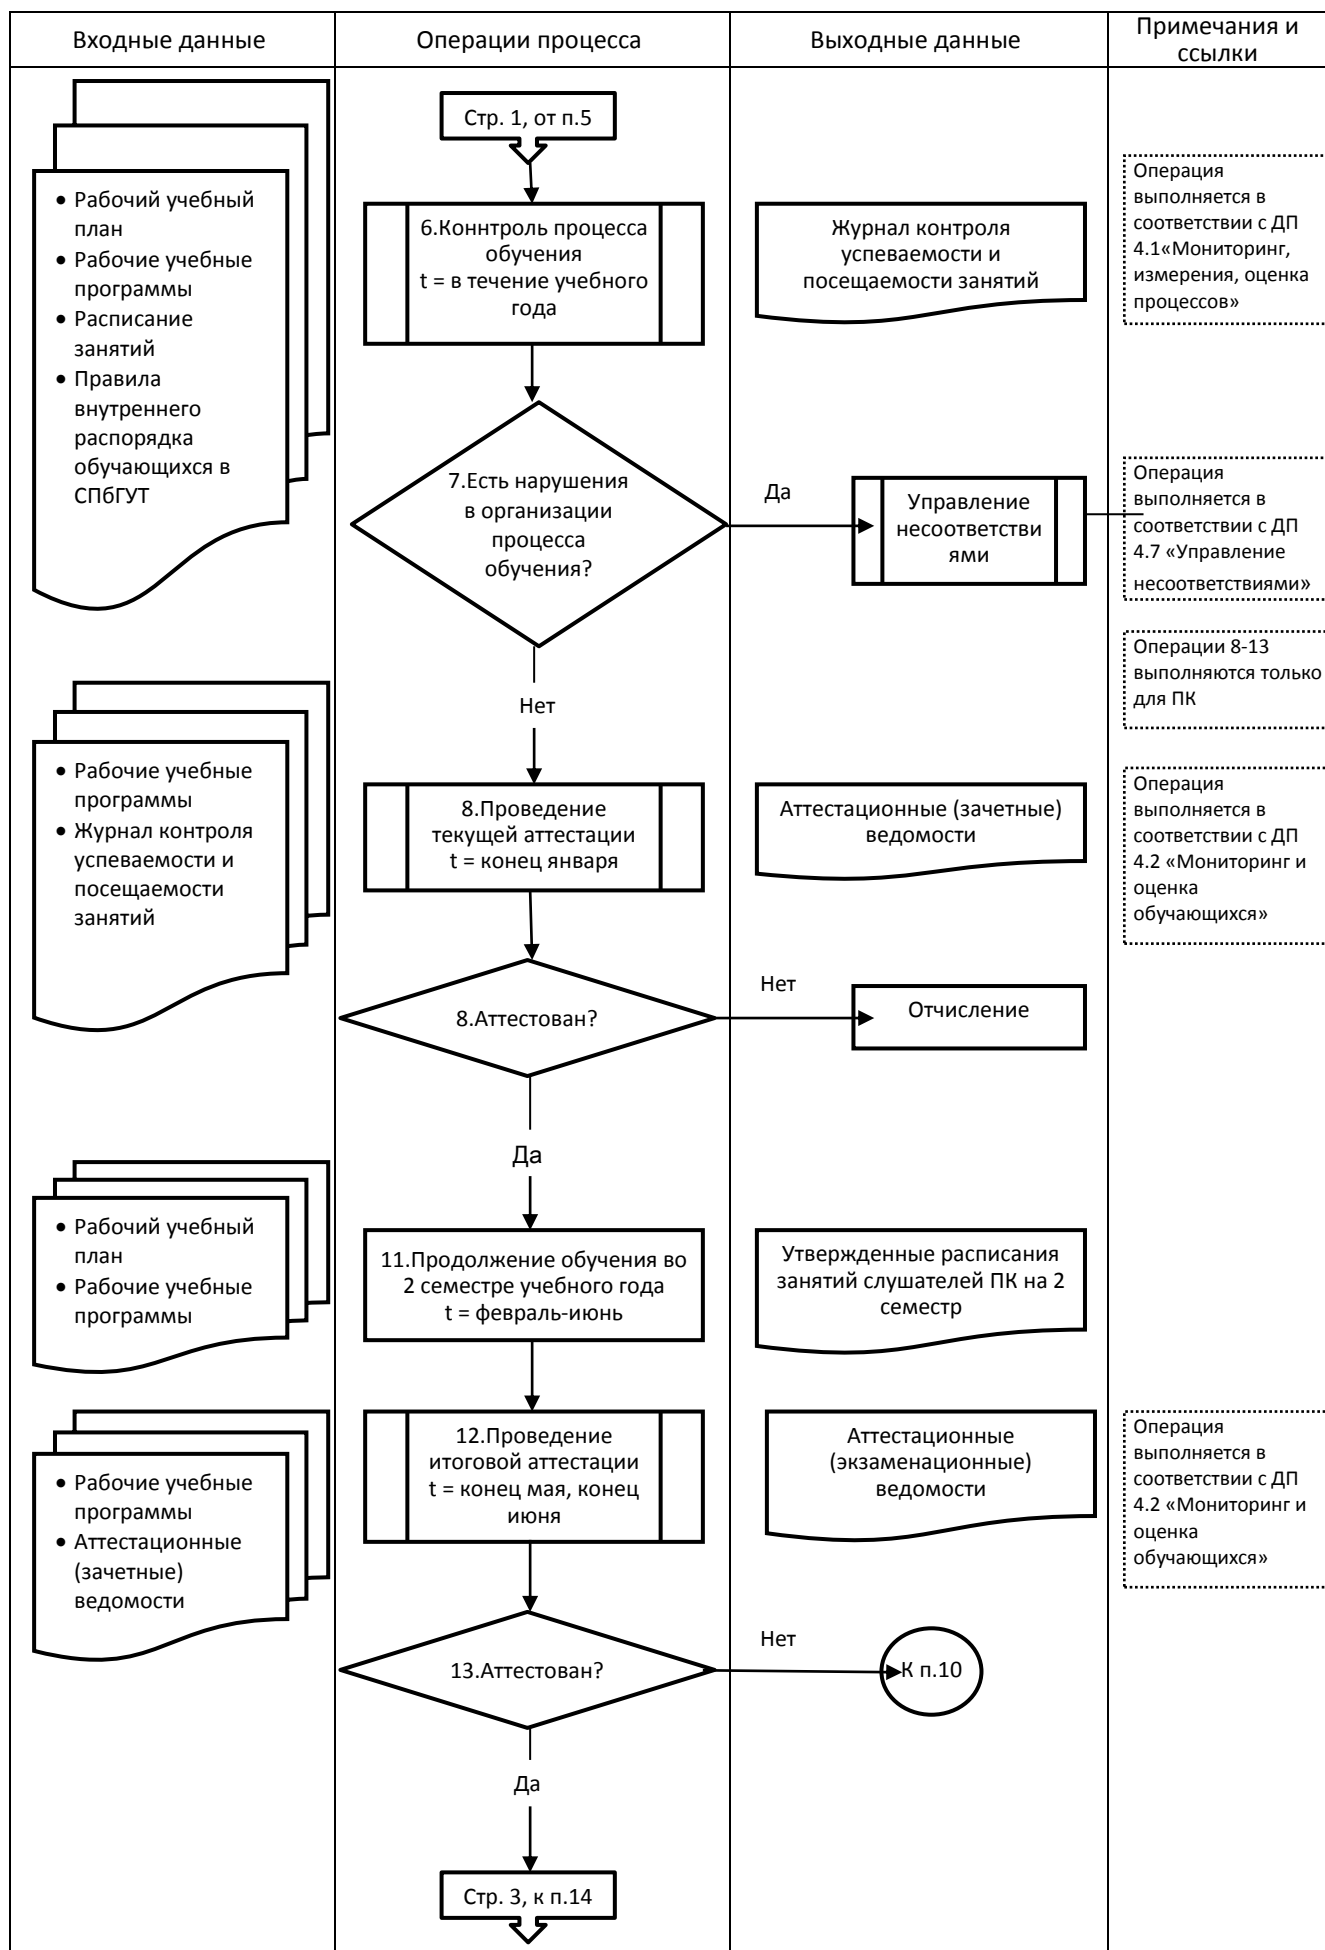 Входные данные
Операции процесса
Выходные данные
Примечания и
ссылки
Стр. 1, от п.5
• Рабочий учебный
план
• Рабочие учебные
программы
• Расписание
занятий
• Правила
внутреннего
распорядка
обучающихся в
СПбГУТ
6.Коннтроль процесса
обучения
t = в течение учебного
года
Журнал контроля
успеваемости и
посещаемости занятий
Операция
выполняется в
соответствии с ДП
4.1«Мониторинг,
измерения, оценка
процессов»
7.Есть нарушения
в организации
процесса
обучения?
Да
Управление
несоответстви
ями
Операция
выполняется в
соответствии с ДП
4.7 «Управление
несоответствиями»
Нет
Операции 8-13
выполняются только
для ПК
• Рабочие учебные
программы
• Журнал контроля
успеваемости и
посещаемости
занятий
8.Проведение
текущей аттестации
t = конец января
Аттестационные (зачетные)
ведомости
Операция
выполняется в
соответствии с ДП
4.2 «Мониторинг и
оценка
обучающихся»
8.Аттестован?
Нет
Отчисление
Да
• Рабочий учебный
план
• Рабочие учебные
программы
11.Продолжение обучения во
2 семестре учебного года
t = февраль-июнь
Утвержденные расписания
занятий слушателей ПК на 2
семестр
• Рабочие учебные
программы
• Аттестационные
(зачетные)
ведомости
12.Проведение
итоговой аттестации
t = конец мая, конец
июня
Аттестационные
(экзаменационные)
ведомости
Операция
выполняется в
соответствии с ДП
4.2 «Мониторинг и
оценка
обучающихся»
13.Аттестован?
Нет
К п.10
Да
Стр. 3, к п.14